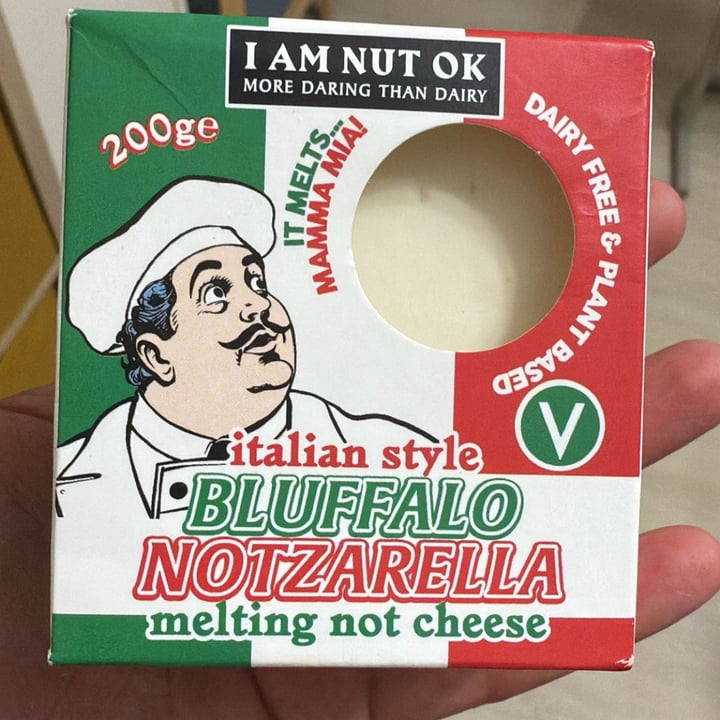 I AM NUT OK
MORE DARING THAN DAIRY
200ge
IT MELTS...
MAMMA MIA!
DAIRY FREE & PLANT BASED
V
italian style
BLUFFALO
NOTZARELLA
melting not cheese